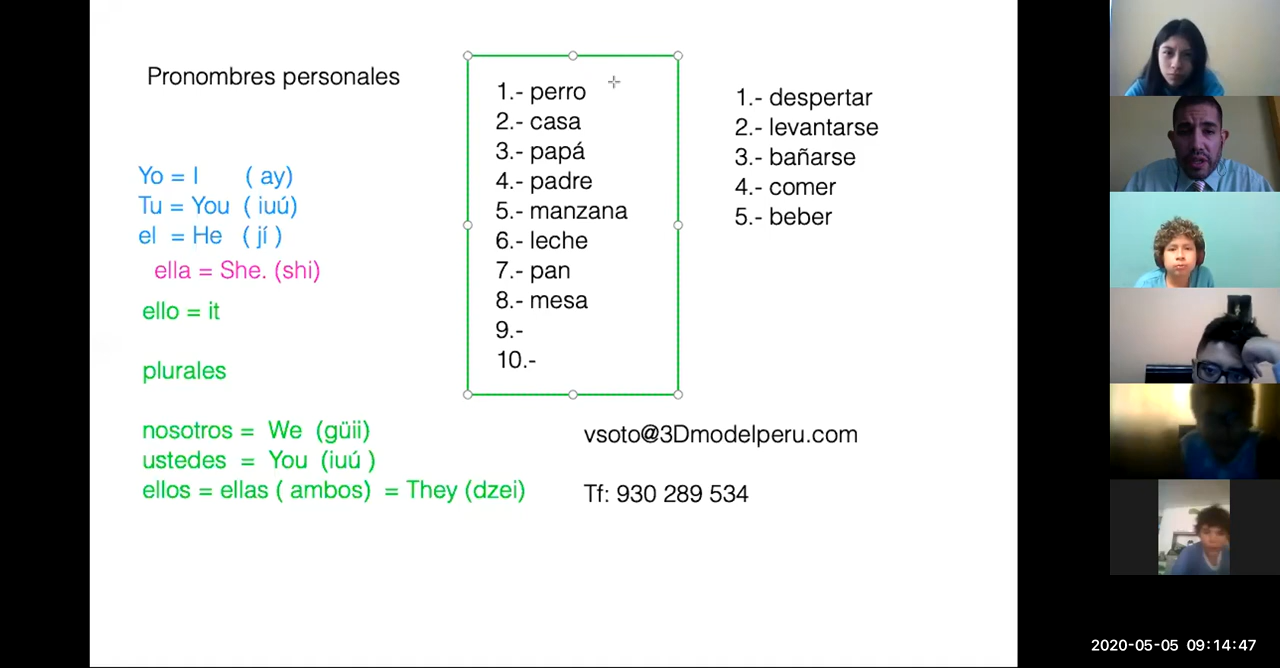 Pronombres personales
Yo = I ( ay)
Tu = You ( iuú)
el = He ( jí )
ella = She. (shi)
ello = it
plurales
nosotros = We (güii)
ustedes = You (iuú )
ellos = ellas ( ambos) = They (dzei)
1.- perro
2.- casa
3.- papá
4.- padre
5.- manzana
6.- leche
7.- pan
8.- mesa
9.-
10.-
1.- despertar
2.- levantarse
3.- bañarse
4.- comer
5.- beber
vsoto@3Dmodelperu.com
Tf: 930 289 534
2020-05-05 09:14:47